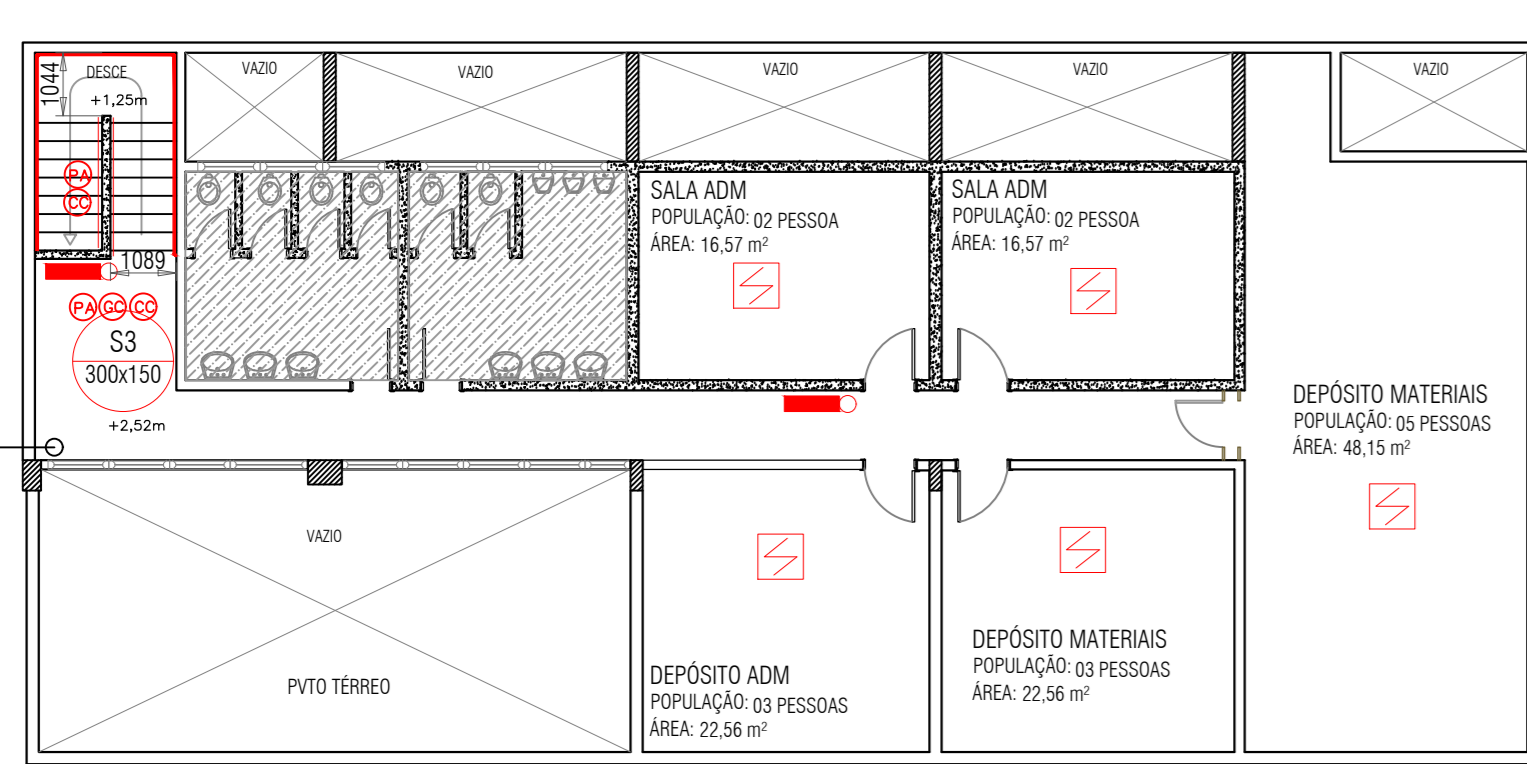 1044
DESCE
+1,25m
VAZIO
VAZIO
VAZIO
VAZIO
VAZIO
PA
CC
1089
PA GC CC
S3
300x150
+2,52m
SALA ADM
POPULAÇÃO: 02 PESSOA
ÁREA: 16,57 m²
SALA ADM
POPULAÇÃO: 02 PESSOA
ÁREA: 16,57 m²
DEPÓSITO MATERIAIS
POPULAÇÃO: 05 PESSOAS
ÁREA: 48,15 m²
VAZIO
PVTO TÉRREO
DEPÓSITO ADM
POPULAÇÃO: 03 PESSOAS
ÁREA: 22,56 m²
DEPÓSITO MATERIAIS
POPULAÇÃO: 03 PESSOAS
ÁREA: 22,56 m²